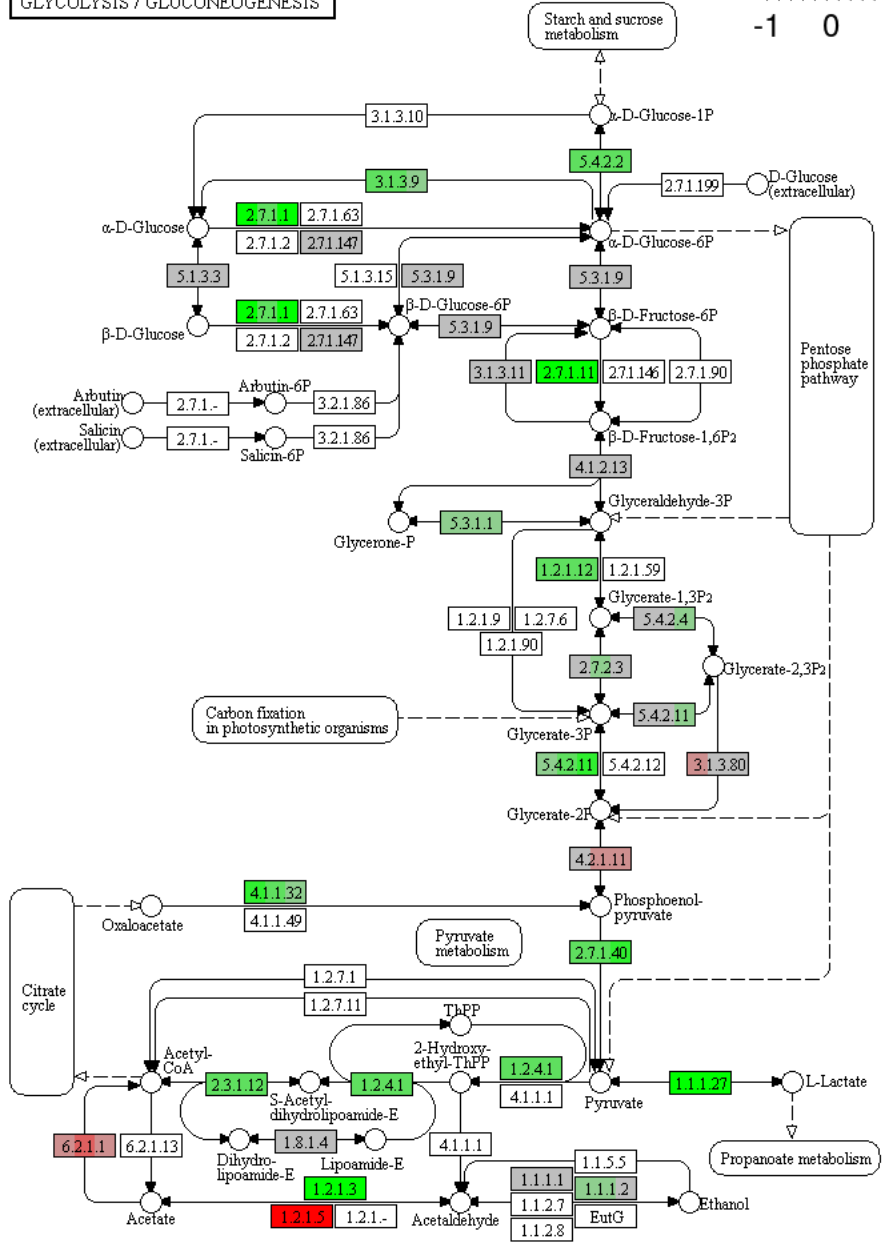 GLYCOLYSIS / GLUCONEOGENESIS
-1 0
Starch and sucrose
metabolism
3.1.3.10
α-D-Glucose-1P
5.4.2.2
3.1.3.9
2.7.1.199
D-Glucose
(extracellular)
2.7.1.1 2.7.1.63
α-D-Glucose
2.7.1.2 2.7.1.147
α-D-Glucose-6P
5.1.3.3
5.1.3.15 5.3.1.9
5.3.1.9
β-D-Glucose-6P
2.7.1.1 2.7.1.63
β-D-Fructose-6P
β-D-Glucose
2.7.1.2 2.7.1.147
5.3.1.9
Pentose
phosphate
pathway
3.1.3.11 2.7.1.11 2.7.1.146 2.7.1.90
Arbutin
(extracellular)
2.7.1.-
Arbutin-6P
3.2.1.86
Salicin
(extracellular)
2.7.1.-
Salicin-6P
3.2.1.86
β-D-Fructose-1,6P2
4.1.2.13
Glyceraldehyde-3P
Glycerone-P
5.3.1.1
1.2.1.12 1.2.1.59
Glycerate-1,3P2
1.2.1.9 1.2.7.6
1.2.1.90
5.4.2.4
2.7.2.3
Glycerate-2,3P2
Carbon fixation
in photosynthetic organisms
Glycerate-3P
5.4.2.11
5.4.2.11 5.4.2.12
3.1.3.80
Glycerate-2P
4.2.1.11
4.1.1.32
Oxaloacetate
4.1.1.49
Phosphoenol-
pyruvate
Pyruvate
metabolism
2.7.1.40
Citrate
cycle
1.2.7.1
1.2.7.11
ThPP
Acetyl-
CoA
2-Hydroxy-
ethyl-ThPP
2.3.1.12
S-Acetyl-
dihydrolipoamide-E
1.2.4.1
1.2.4.1
4.1.1.1
Pyruvate
1.1.1.27
L-Lactate
6.2.1.1 6.2.1.13
Dihydro-
lipoamide-E
1.8.1.4
Lipoamide-E
4.1.1.1
Propanoate metabolism
Acetate
1.2.1.3
1.2.1.5 1.2.1.-
Acetaldehyde
1.1.5.5
1.1.1.1 1.1.1.2
1.1.2.7 EutG
1.1.2.8
Ethanol